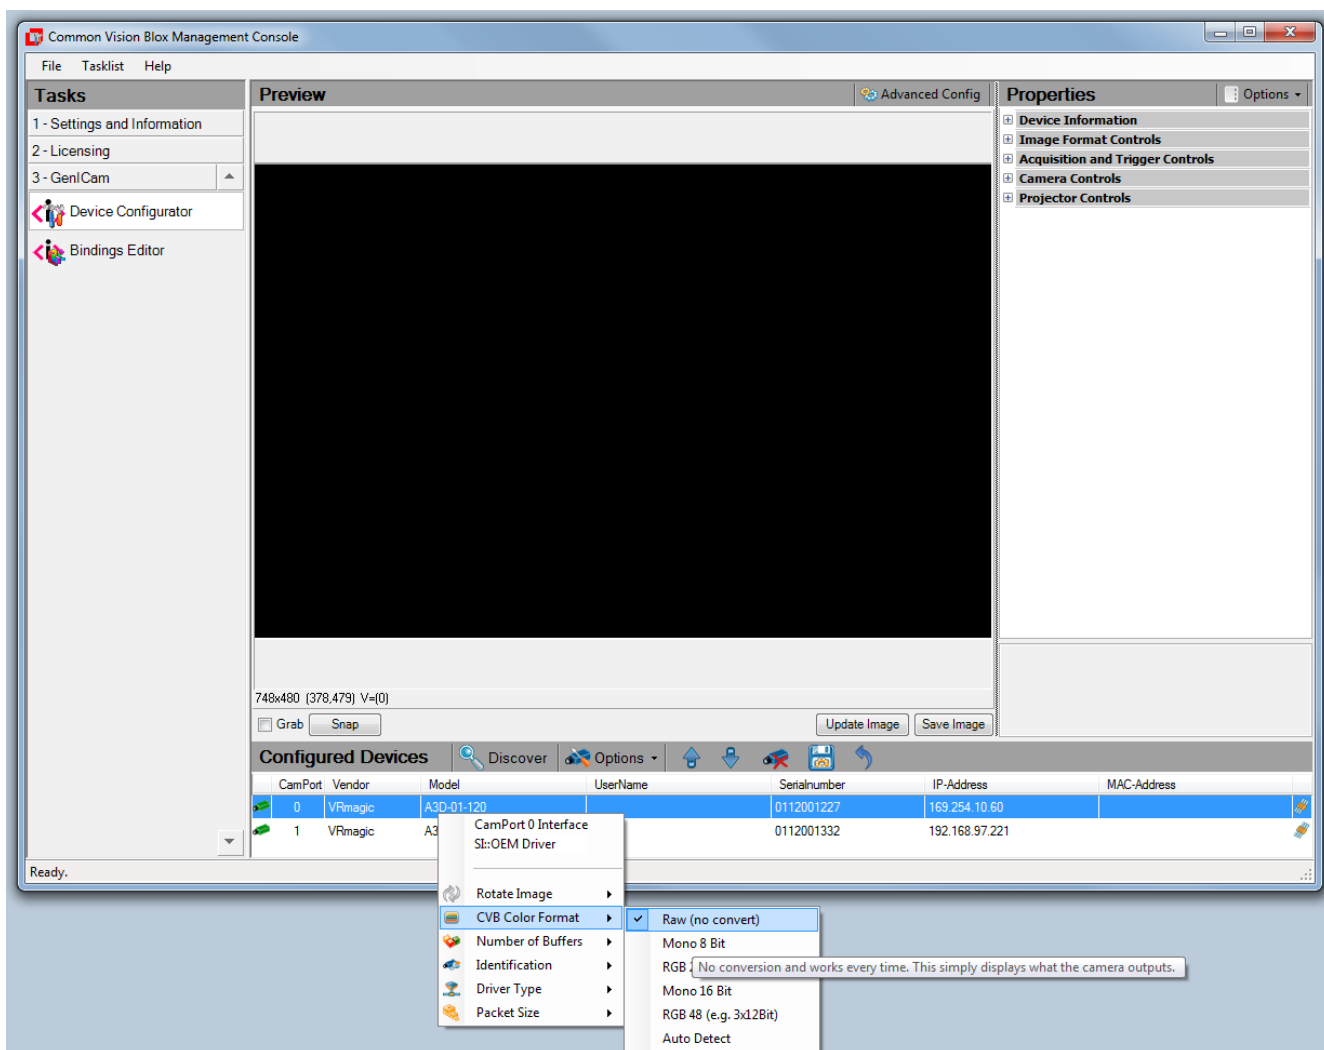 Common Vision Blox Management Console
File Tasklist Help
Tasks
1 - Settings and Information
2 - Licensing
3 - GenICam
Device Configurator
Bindings Editor
Preview
Advanced Config
748x480 (378,479) V=(0)
Grab Snap Update Image Save Image
Properties Options
Device Information
Image Format Controls
Acquisition and Trigger Controls
Camera Controls
Projector Controls
Configured Devices Discover Options
CamPort Vendor Model UserName Serialnumber IP-Address MAC-Address
0 VRmagic A3D-01-120 0112001227 169.254.10.60
1 VRmagic A3 0112001332 192.168.97.221
Ready.
CamPort 0 Interface
SI::OEM Driver
Rotate Image
CVB Color Format
Number of Buffers
Identification
Driver Type
Packet Size
Raw (no convert)
Mono 8 Bit
RGB
No conversion and works every time. This simply displays what the camera outputs.
Mono 16 Bit
RGB 48 (e.g. 3x12Bit)
Auto Detect